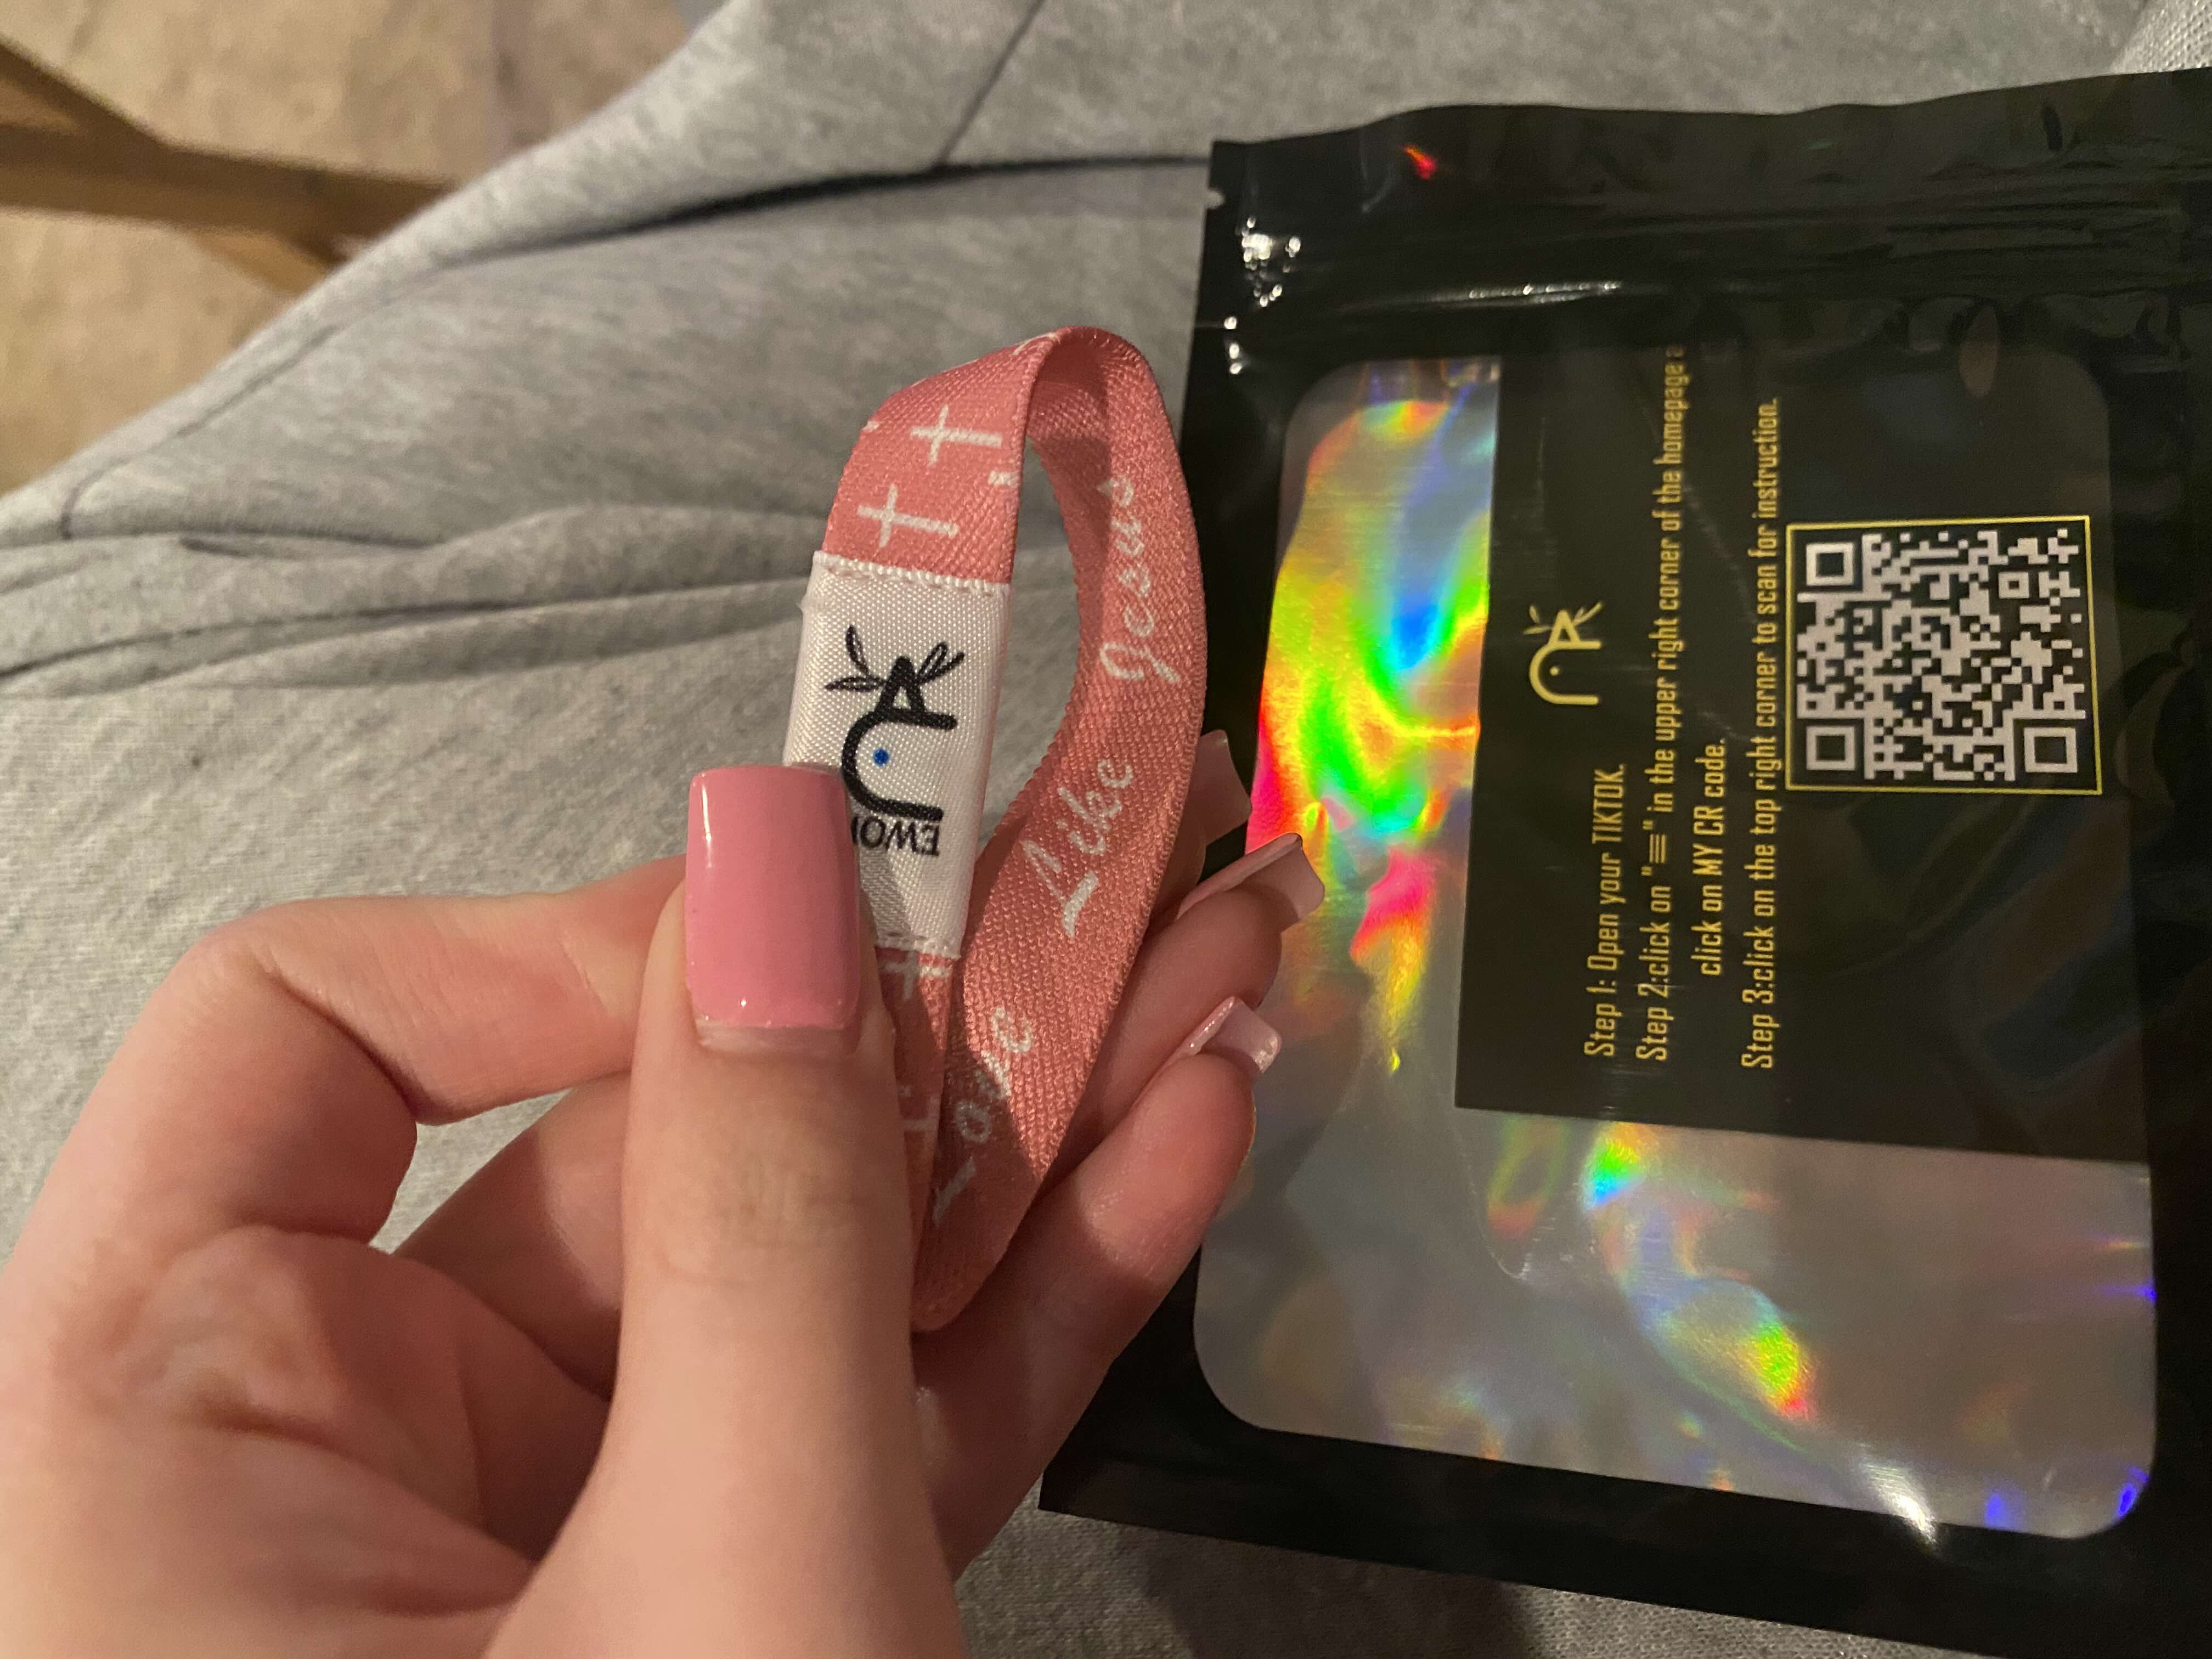 Love Like Jesus
Step 1: Open your TIKTOK.
Step 2:click on "≡" in the upper right corner of the homepage
click on MY CR code.
Step 3:click on the top right corner to scan for instruction.